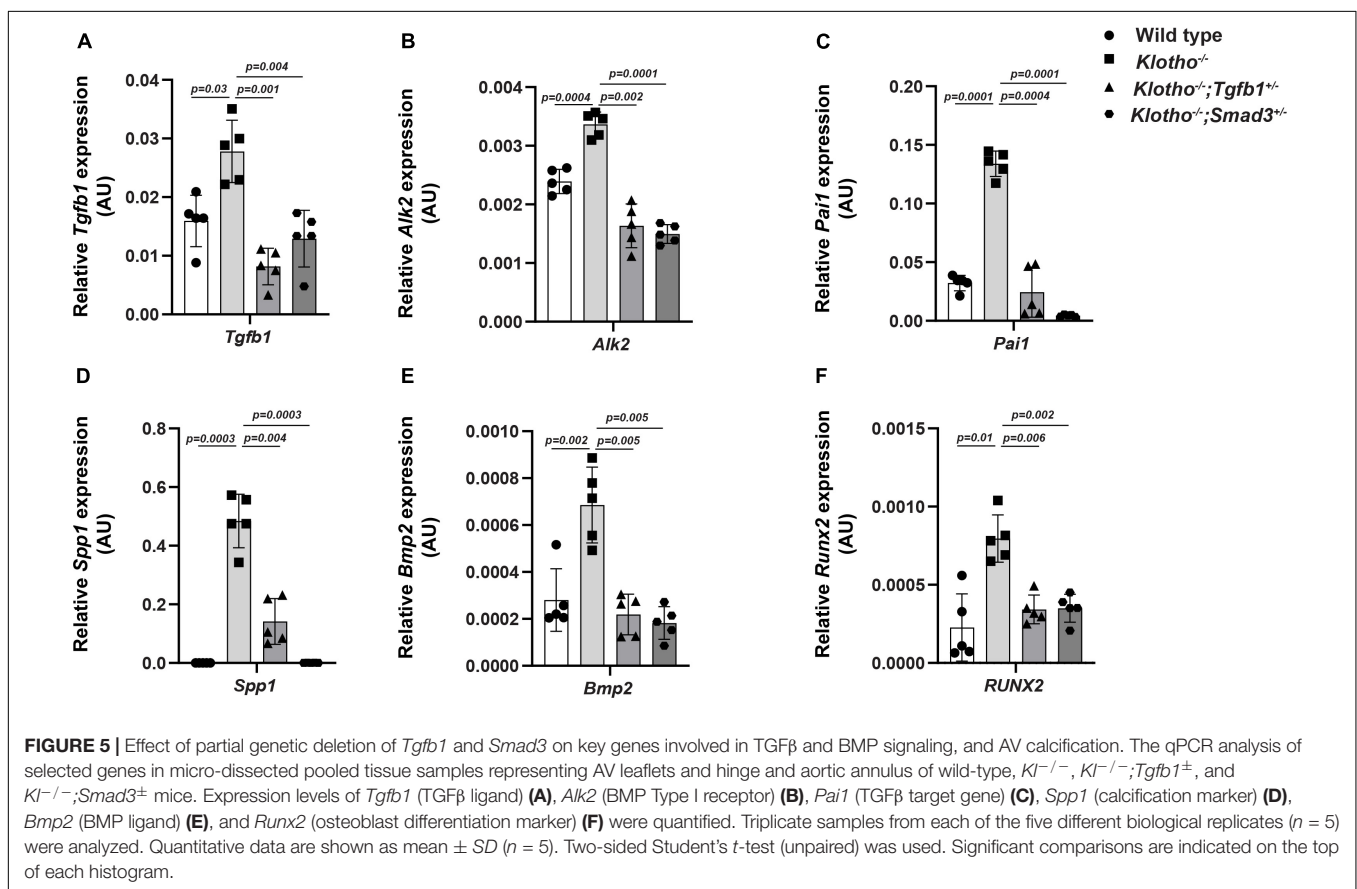 A
B
C
Wild type
Klotho-/-
Klotho-/-;Tgfb1+/-
Klotho-/-;Smad3+/-
Relative Tgfb1 expression
(AU)
0.04
0.03
0.02
0.01
0.00
p=0.004
p=0.03
p=0.001
Tgfb1
Relative Alk2 expression
(AU)
0.004
0.003
0.002
0.001
0.000
p=0.0001
p=0.0004
p=0.002
Alk2
Relative Pai1 expression
(AU)
0.20
0.15
0.10
0.05
0.00
p=0.0001
p=0.0001
p=0.0004
Pai1
D
E
F
Relative Spp1 expression
(AU)
0.8
0.6
0.4
0.2
0.0
p=0.0003
p=0.0003
p=0.004
Spp1
Relative Bmp2 expression
(AU)
0.0010
0.0008
0.0006
0.0004
0.0002
0.0000
p=0.005
p=0.002
p=0.005
Bmp2
Relative Runx2 expression
(AU)
0.0015
0.0010
0.0005
0.0000
p=0.002
p=0.01
p=0.006
RUNX2
FIGURE 5 | Effect of partial genetic deletion of Tgfb1 and Smad3 on key genes involved in TGFβ and BMP signaling, and AV calcification. The qPCR analysis of
selected genes in micro-dissected pooled tissue samples representing AV leaflets and hinge and aortic annulus of wild-type, Kl−/−, Kl−/−;Tgfb1±, and
Kl−/−;Smad3± mice. Expression levels of Tgfb1 (TGFβ ligand) (A), Alk2 (BMP Type I receptor) (B), Pai1 (TGFβ target gene) (C), Spp1 (calcification marker) (D),
Bmp2 (BMP ligand) (E), and Runx2 (osteoblast differentiation marker) (F) were quantified. Triplicate samples from each of the five different biological replicates (n = 5)
were analyzed. Quantitative data are shown as mean ± SD (n = 5). Two-sided Student's t-test (unpaired) was used. Significant comparisons are indicated on the top
of each histogram.